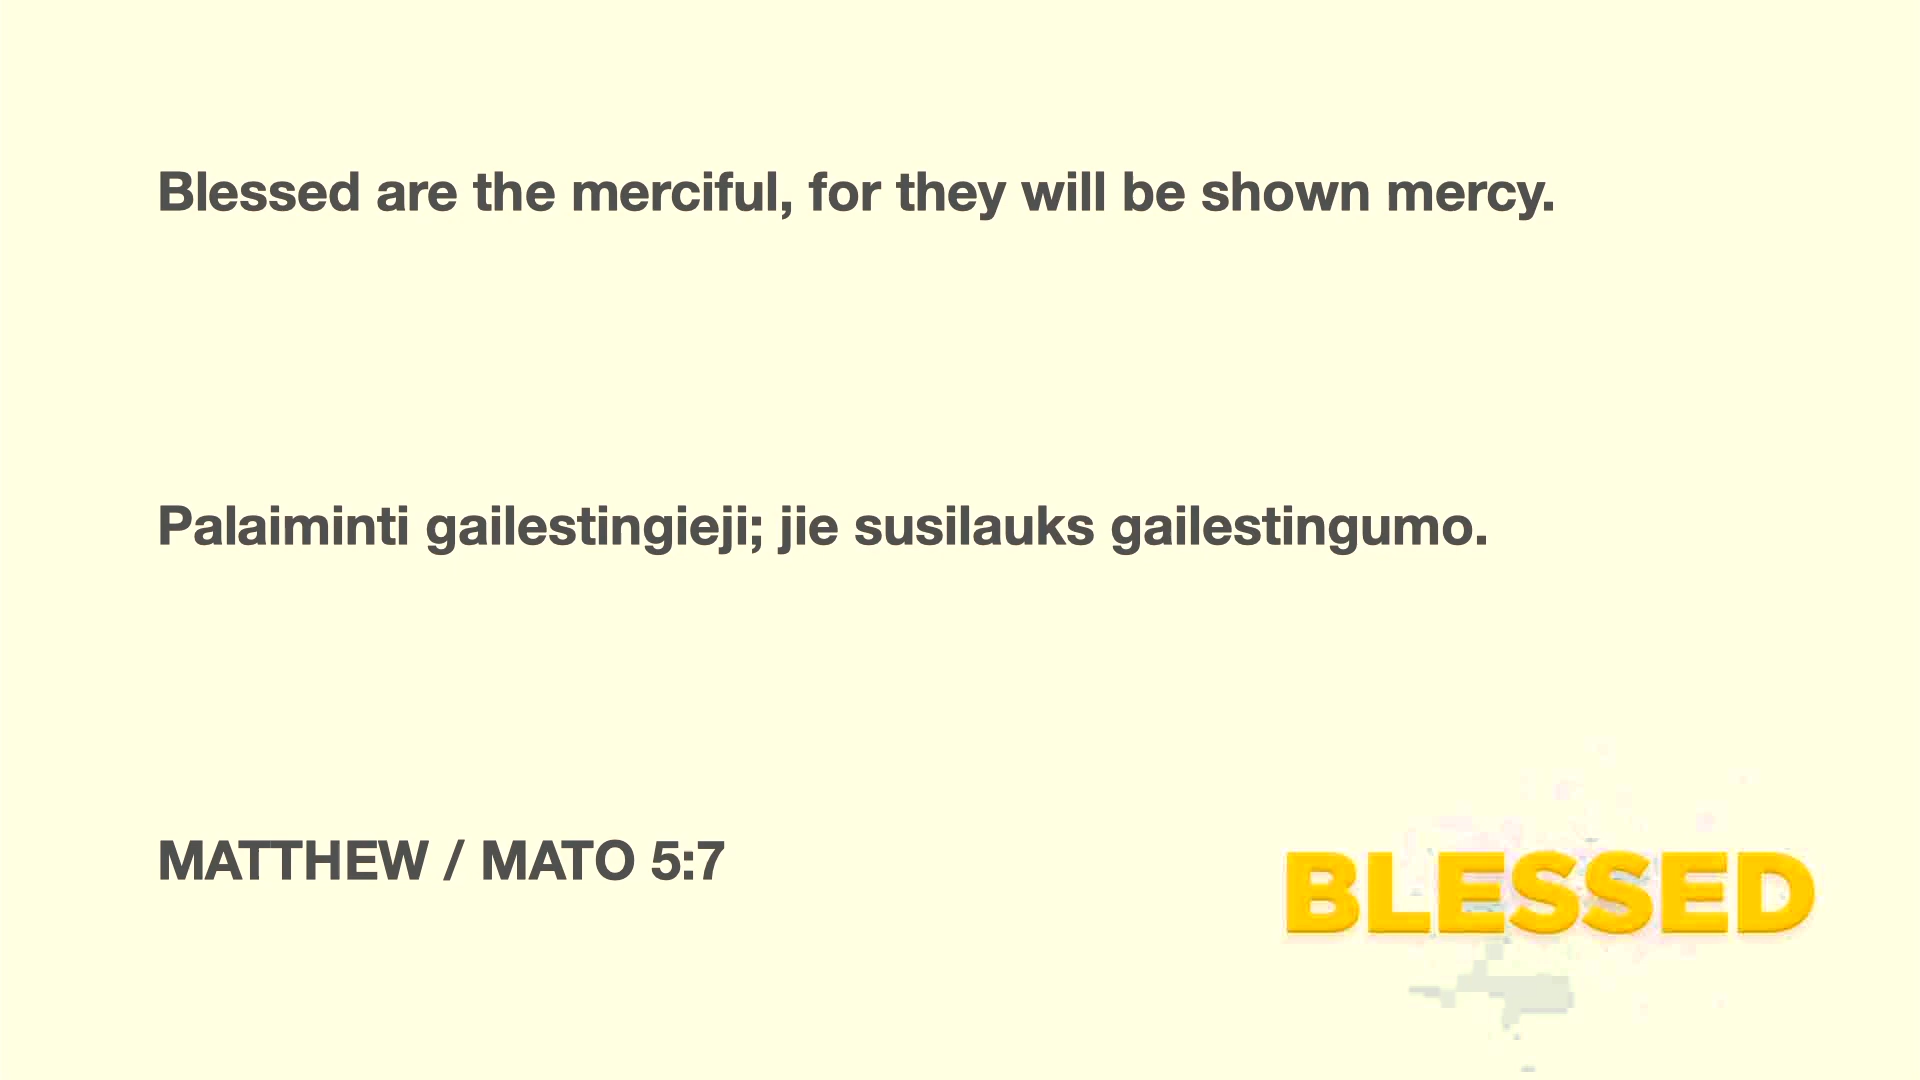 Blessed are the merciful, for they will be shown mercy.
Palaiminti gailestingieji; jie susilauks gailestingumo.
MATTHEW / MATO 5:7
BLESSED